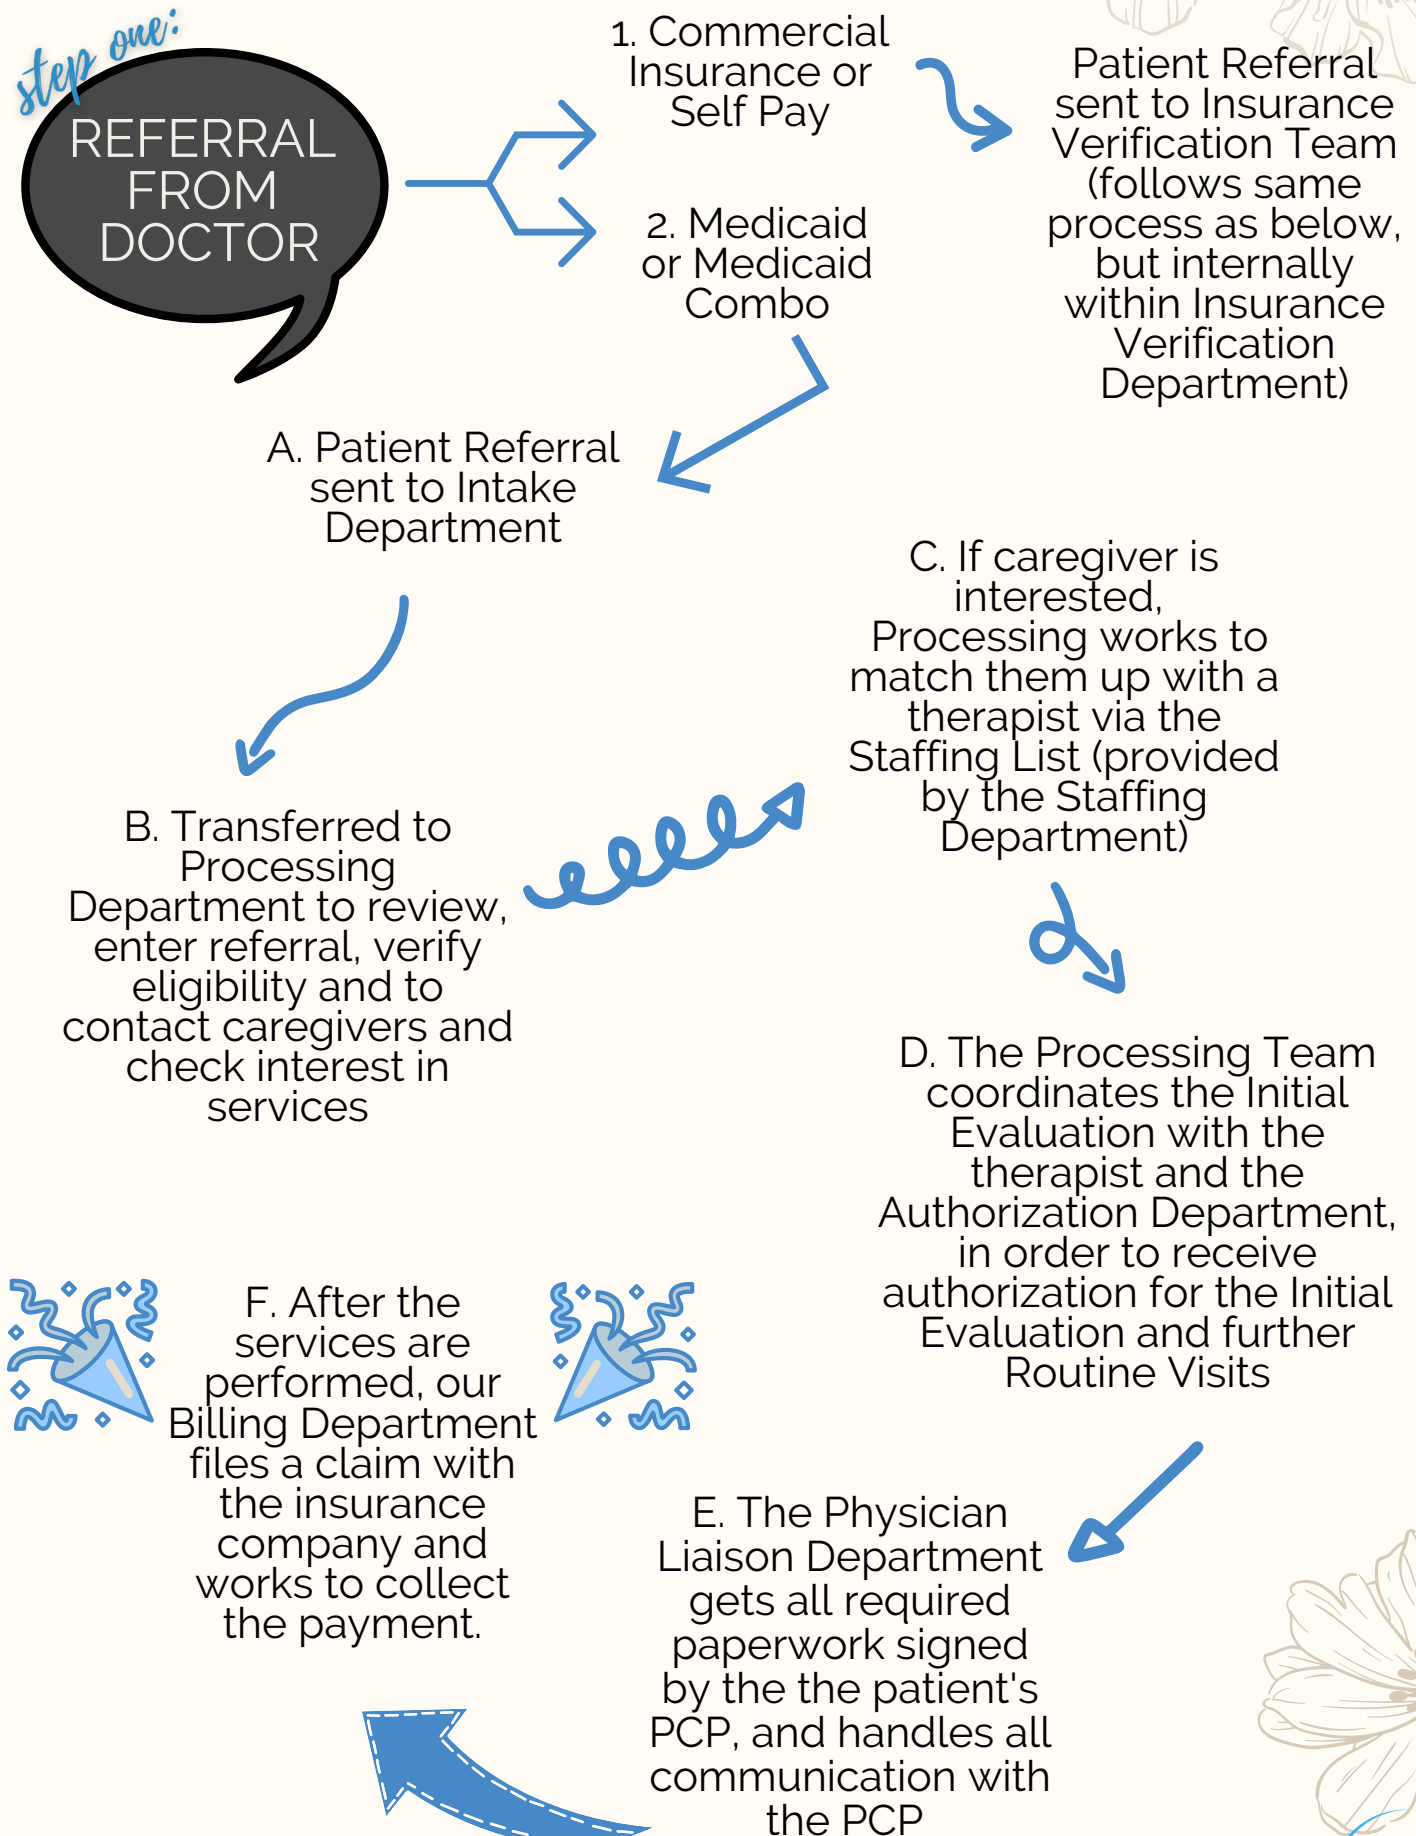 step one:
REFERRAL
FROM
DOCTOR
1. Commercial
Insurance or
Self Pay
2. Medicaid
or Medicaid
Combo
Patient Referral
sent to Insurance
Verification Team
(follows same
process as below,
but internally
within Insurance
Verification
Department)
A. Patient Referral
sent to Intake
Department
B. Transferred to
Processing
Department to review,
enter referral, verify
eligibility and to
contact caregivers and
check interest in
services
C. If caregiver is
interested,
Processing works to
match them up with a
therapist via the
Staffing List (provided
by the Staffing
Department)
D. The Processing Team
coordinates the Initial
Evaluation with the
therapist and the
Authorization Department,
in order to receive
authorization for the Initial
Evaluation and further
Routine Visits
E. The Physician
Liaison Department
gets all required
paperwork signed
by the the patient's
PCP, and handles all
communication with
the PCP
F. After the
services are
performed, our
Billing Department
files a claim with
the insurance
company and
works to collect
the payment.